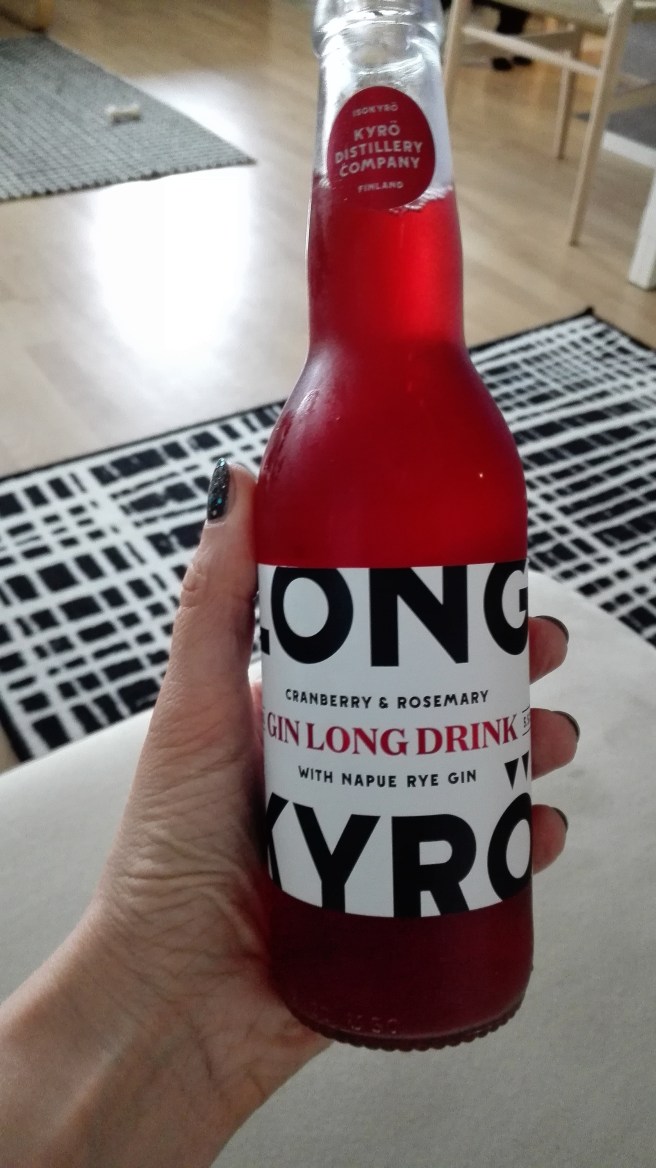 ISOKYRÖ
KYRÖ
DISTILLERY
COMPANY
FINLAND
LONG
CRANBERRY & ROSEMARY
GIN LONG DRINK
WITH NAPUE RYE GIN
KYRÖ